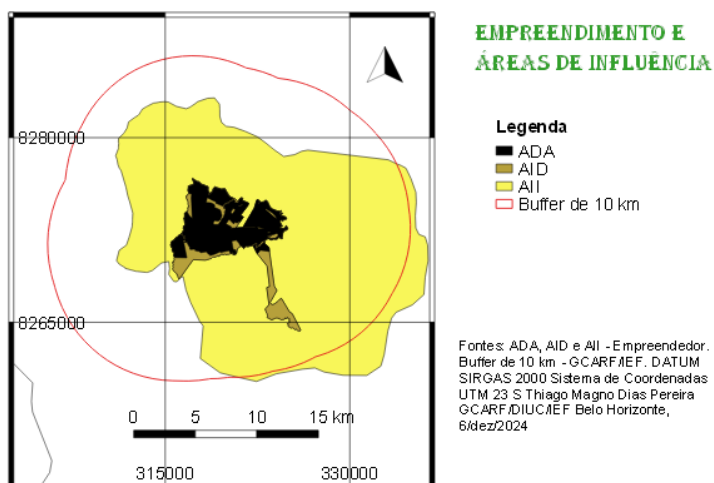 EMPREENDIMENTO E
ÁREAS DE INFLUÊNCIA
Legenda
ADA
AID
AII
Buffer de 10 km
8280000
8265000
0 5 10 15 km
315000 330000
Fontes: ADA, AID e AII - Empreendedor.
Buffer de 10 km - GCARF/IEF. DATUM
SIRGAS 2000 Sistema de Coordenadas
UTM 23 S Thiago Magno Dias Pereira
GCARF/DIUC/IEF Belo Horizonte,
6/dez/2024